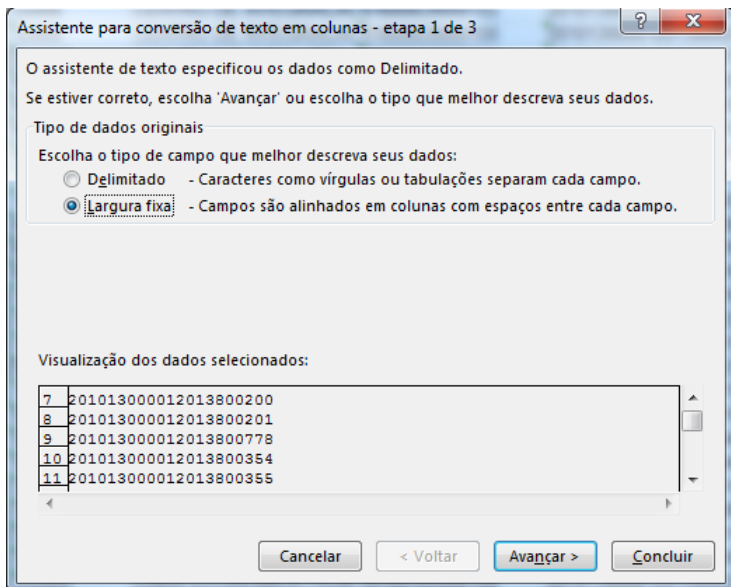 Assistente para conversão de texto em colunas - etapa 1 de 3
?
O assistente de texto especificou os dados como Delimitado.
Se estiver correto, escolha 'Avançar' ou escolha o tipo que melhor descreva seus dados.
Tipo de dados originais
Escolha o tipo de campo que melhor descreva seus dados:
Delimitado - Caracteres como vírgulas ou tabulações separam cada campo.
Largura fixa - Campos são alinhados em colunas com espaços entre cada campo.
Visualização dos dados selecionados:
7 201013000012013800200
8 201013000012013800201
9 201013000012013800778
10 201013000012013800354
11 201013000012013800355
Cancelar < Voltar Avançar > Concluir